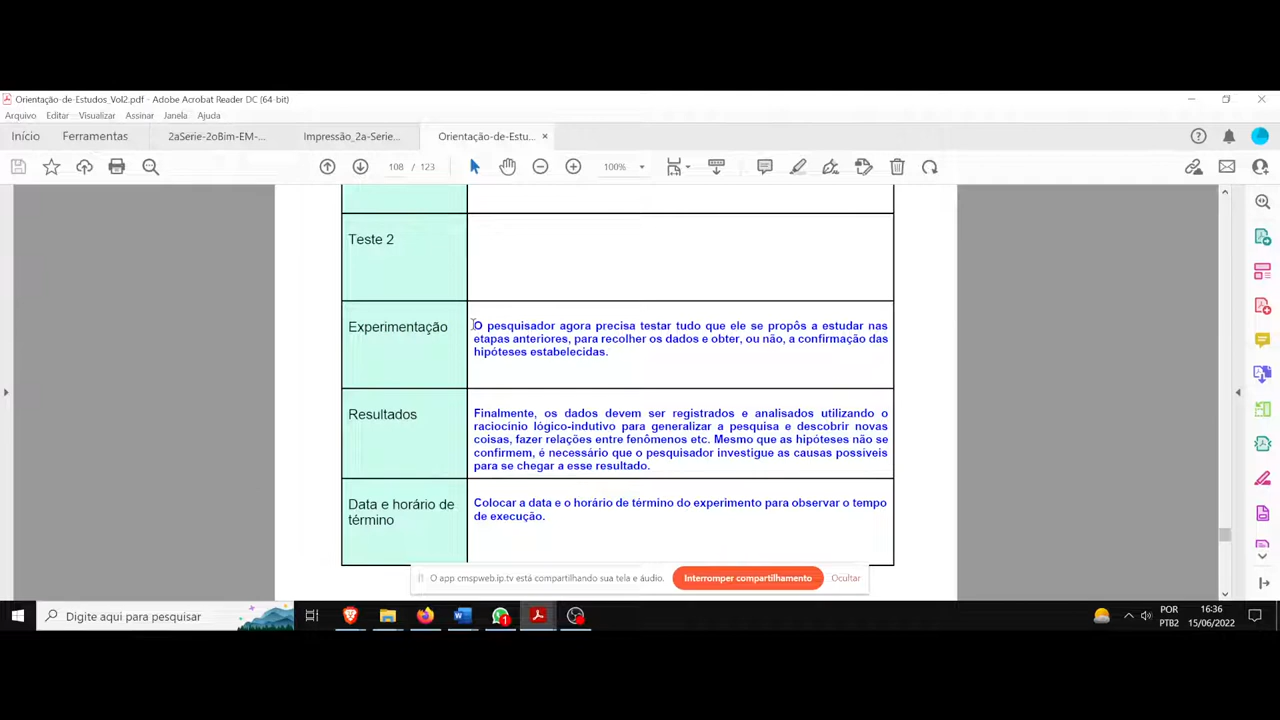 Orientação-de-Estudos_Vol2.pdf - Adobe Acrobat Reader DC (64-bit)
Arquivo Editar Visualizar Assinar Janela Ajuda
Início Ferramentas 2aSerie-2oBim-EM-... Impressão_2a-Serie... Orientação-de-Estu... ×
108 / 123 100%
Teste 2
Experimentação
O pesquisador agora precisa testar tudo que ele se propôs a estudar nas
etapas anteriores, para recolher os dados e obter, ou não, a confirmação das
hipóteses estabelecidas.
Resultados
Finalmente, os dados devem ser registrados e analisados utilizando o
raciocínio lógico-indutivo para generalizar a pesquisa e descobrir novas
coisas, fazer relações entre fenômenos etc. Mesmo que as hipóteses não se
confirmem, é necessário que o pesquisador investigue as causas possíveis
para se chegar a esse resultado.
Data e horário de
término
Colocar a data e o horário de término do experimento para observar o tempo
de execução.
O app cmspweb.ip.tv está compartilhando sua tela e áudio. Interromper compartilhamento Ocultar
Digite aqui para pesquisar
1
POR
PTB2
16:36
15/06/2022